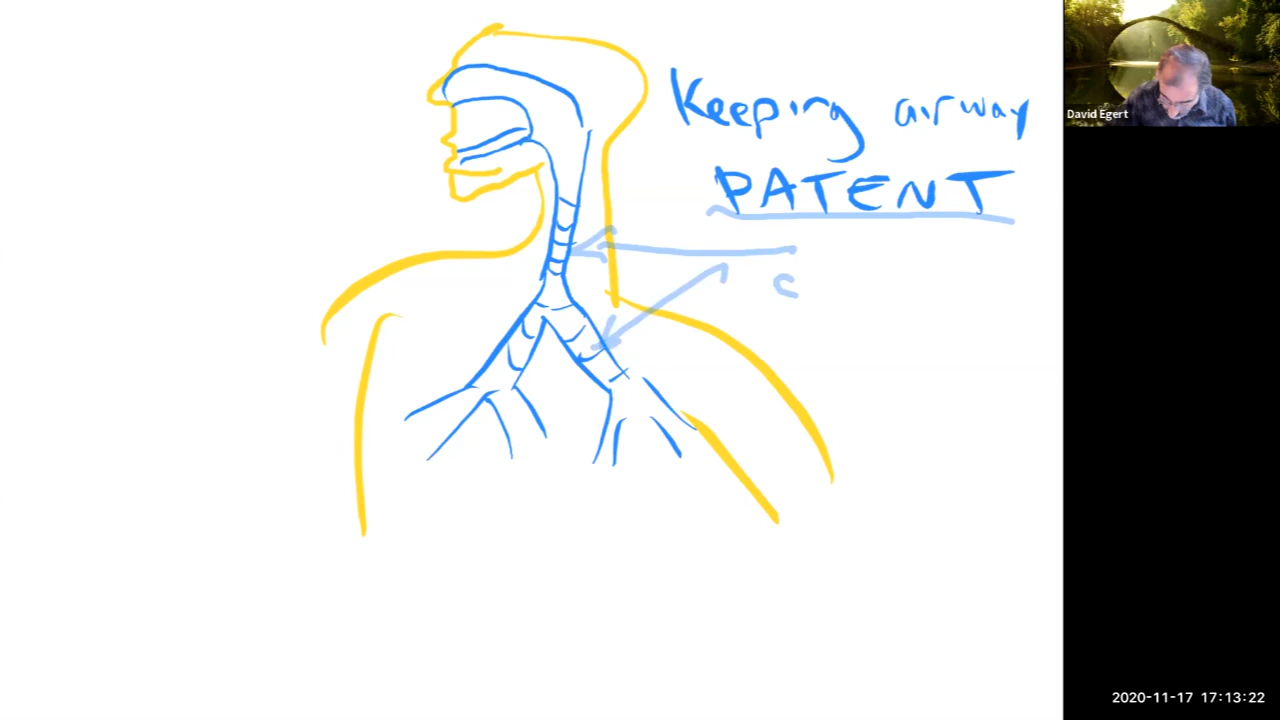 Keeping airway
PATENT
c
David Egert
2020-11-17 17:13:22